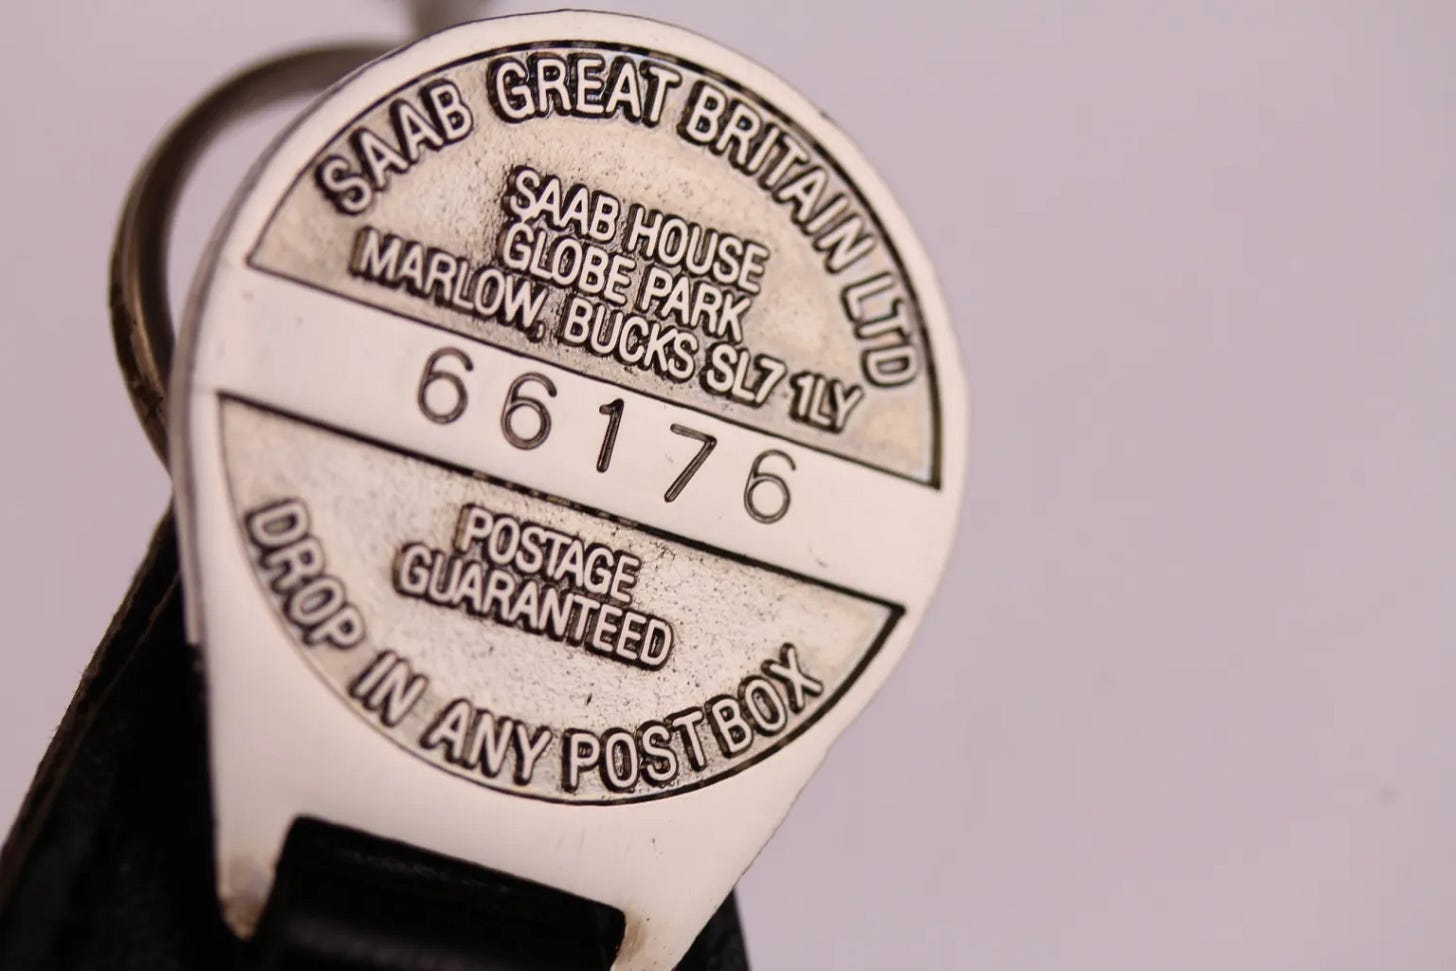 SAAB GREAT BRITAIN LTD
SAAB HOUSE
GLOBE PARK
MARLOW, BUCKS SL7 1LY
66176
POSTAGE
GUARANTEED
DROP IN ANY POSTBOX